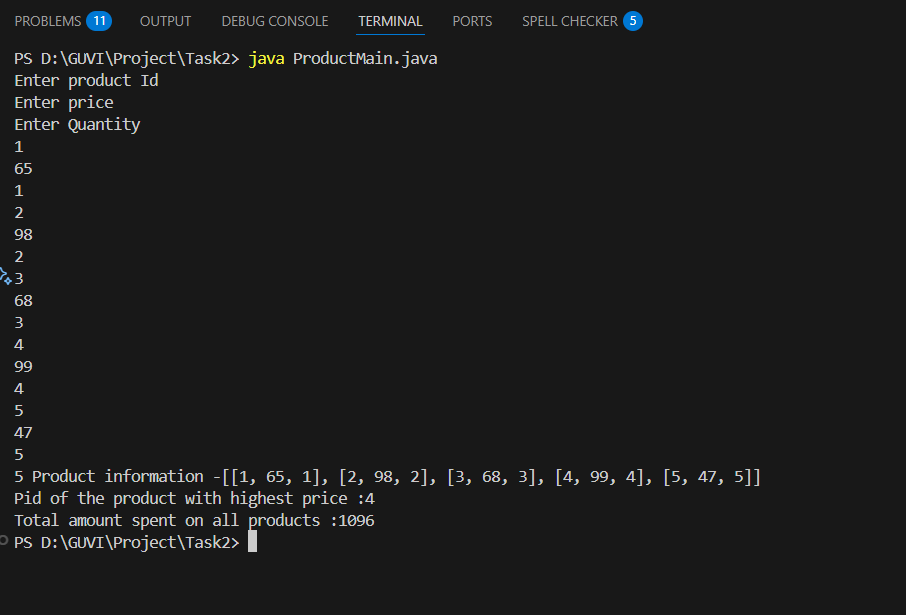 PROBLEMS 11 OUTPUT DEBUG CONSOLE TERMINAL PORTS SPELL CHECKER 5
PS D:\GUVI\Project\Task2> java ProductMain.java
Enter product Id
Enter price
Enter Quantity
1
65
1
2
98
2
3
68
3
4
99
4
5
47
5
5 Product information -[[1, 65, 1], [2, 98, 2], [3, 68, 3], [4, 99, 4], [5, 47, 5]]
Pid of the product with highest price :4
Total amount spent on all products :1096
PS D:\GUVI\Project\Task2>